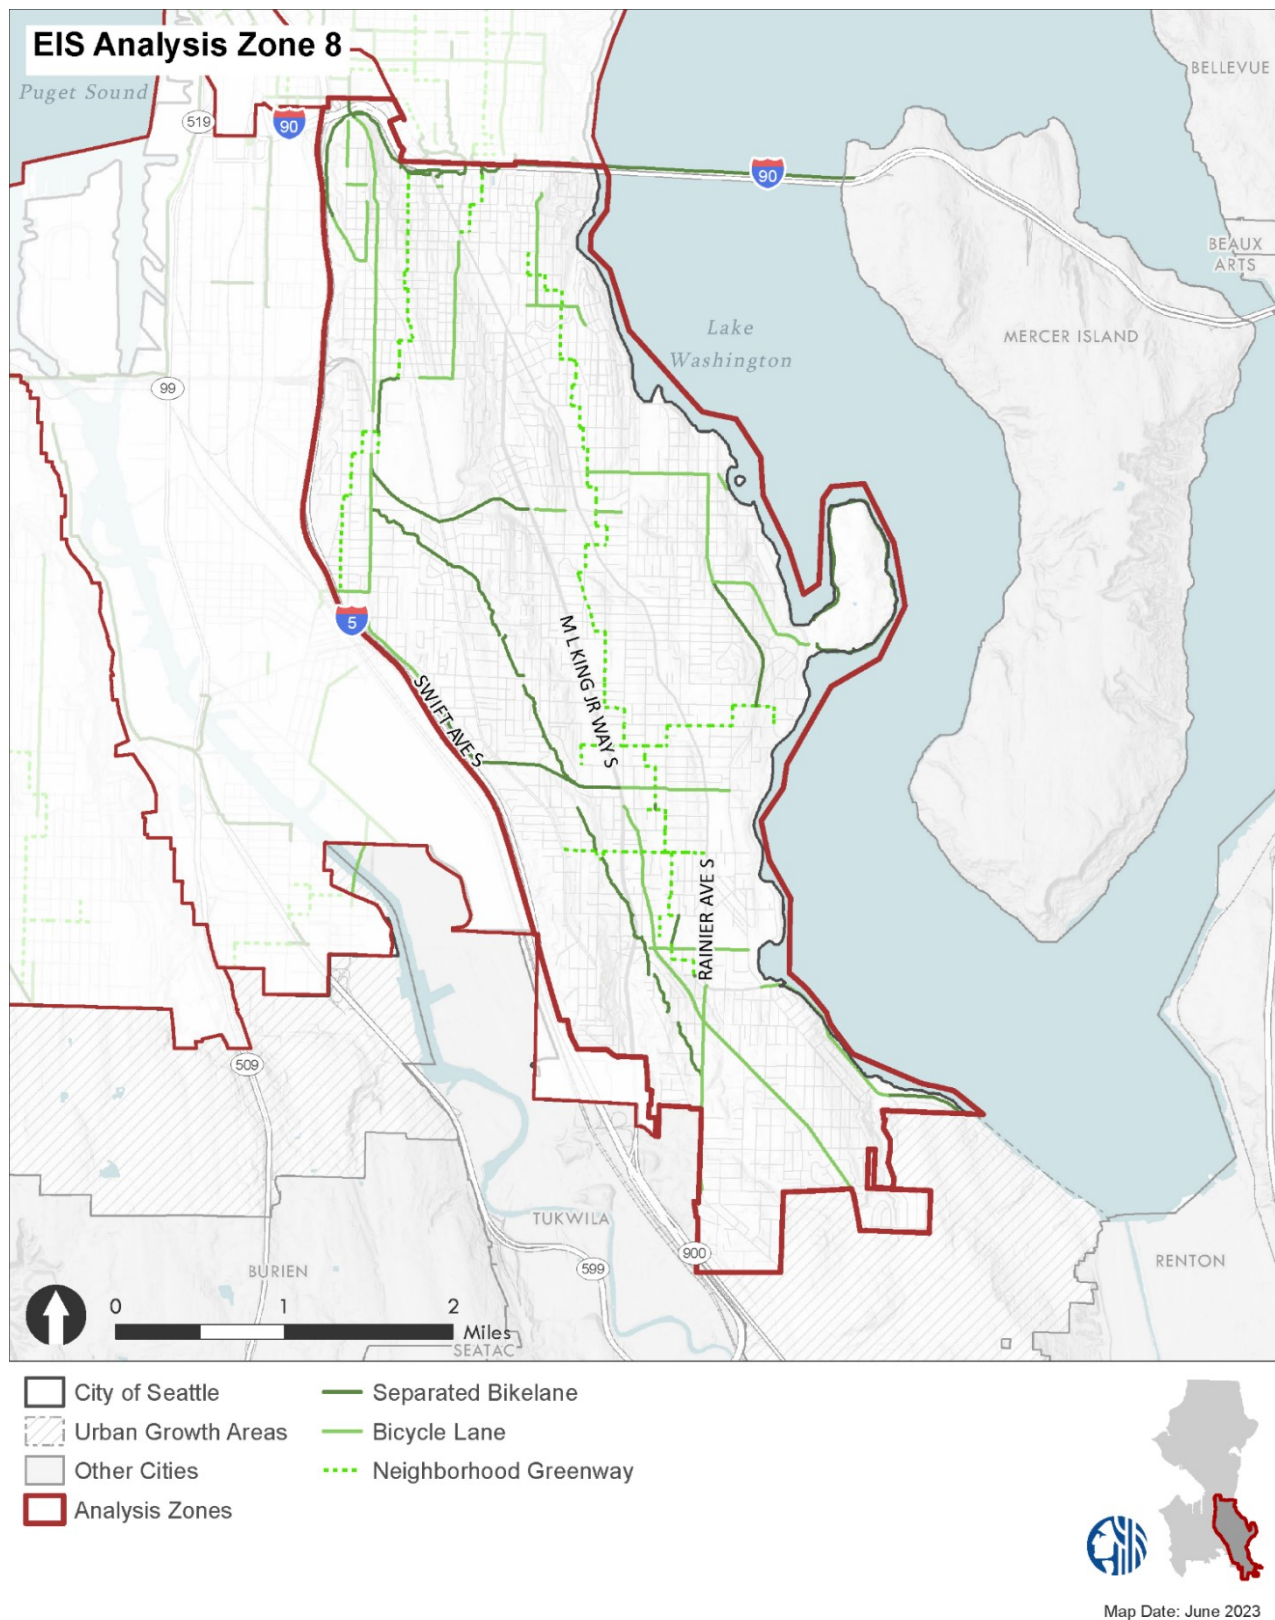 EIS Analysis Zone 8
Puget Sound
BELLEVUE
519
90
90
BEAUX
ARTS
Lake
Washington
MERCER ISLAND
99
5
M L KING JR WAY S
SWIFT AVE S
RAINIER AVE S
509
TUKWILA
900
599
RENTON
BURIEN
0 1 2
Miles
SEATAC
City of Seattle
Separated Bikelane
Urban Growth Areas
Bicycle Lane
Other Cities
Neighborhood Greenway
Analysis Zones
Map Date: June 2023